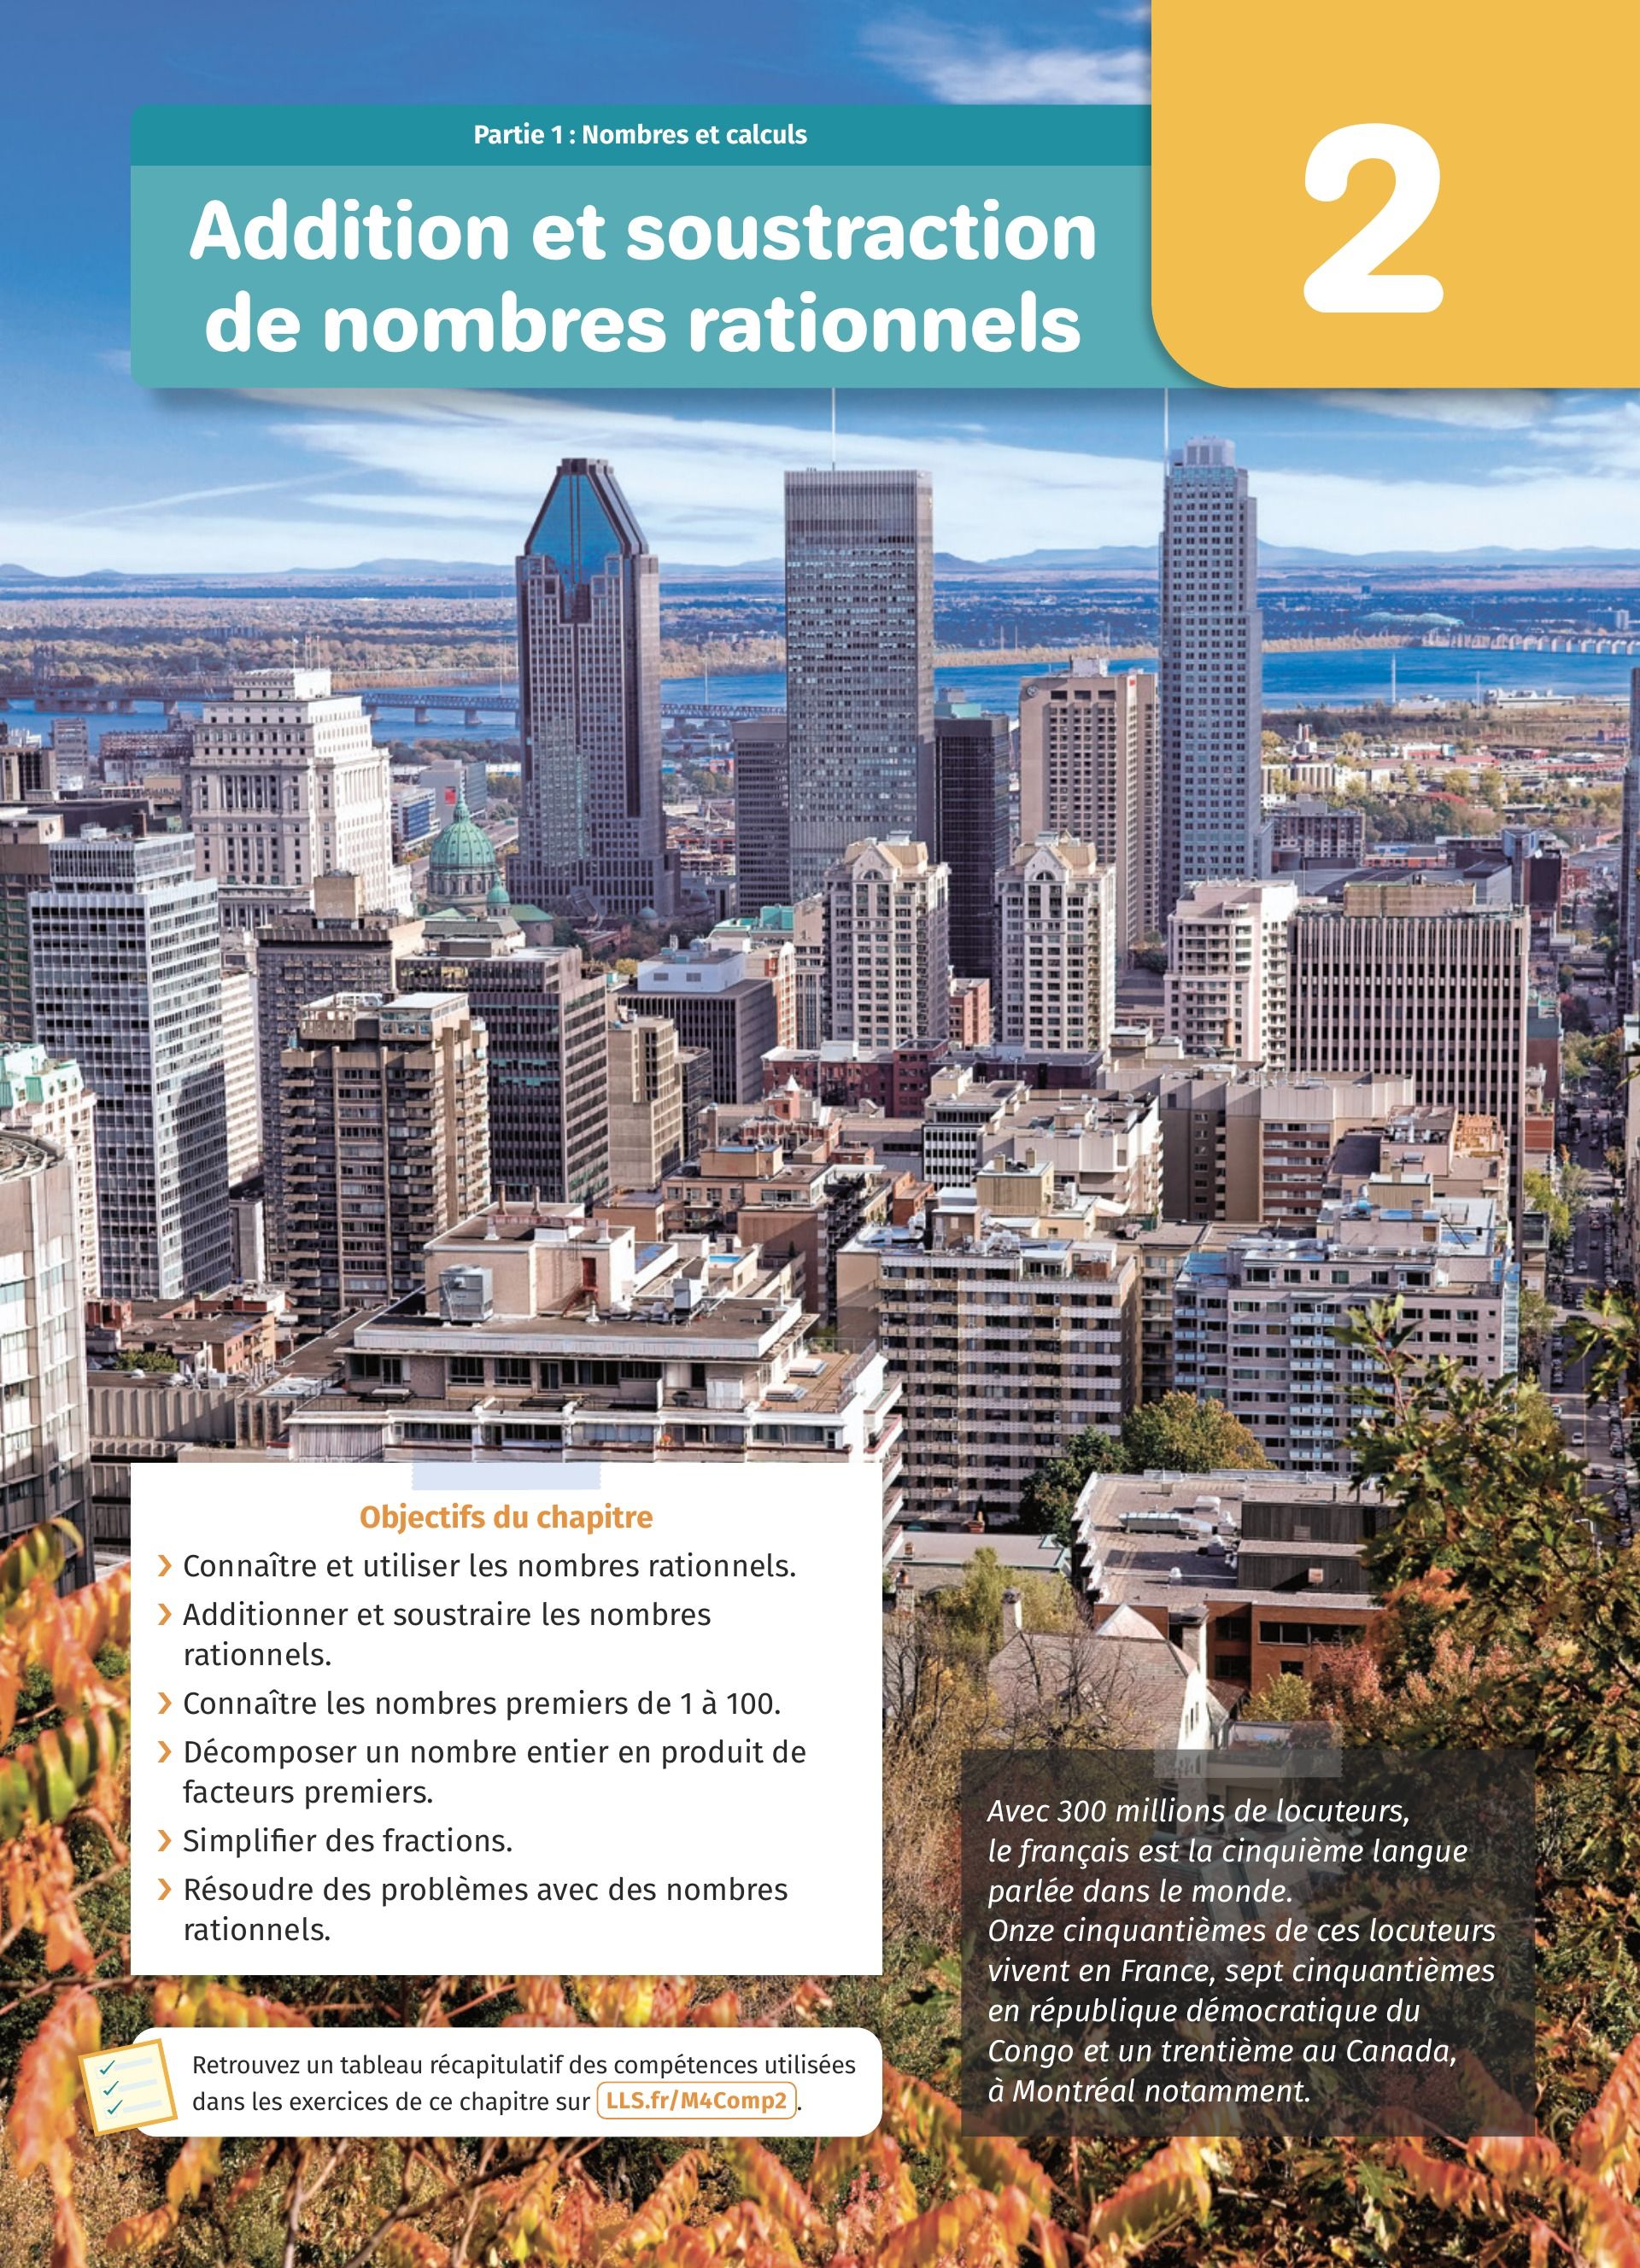 Partie 1 : Nombres et calculs
Addition et soustraction
de nombres rationnels
2
Objectifs du chapitre
› Connaître et utiliser les nombres rationnels.
› Additionner et soustraire les nombres
rationnels.
› Connaître les nombres premiers de 1 à 100.
› Décomposer un nombre entier en produit de
facteurs premiers.
› Simplifier des fractions.
› Résoudre des problèmes avec des nombres
rationnels.
Avec 300 millions de locuteurs,
le français est la cinquième langue
parlée dans le monde.
Onze cinquantièmes de ces locuteurs
vivent en France, sept cinquantièmes
en république démocratique du
Congo et un trentième au Canada,
à Montréal notamment.
Retrouvez un tableau récapitulatif des compétences utilisées
dans les exercices de ce chapitre sur LLS.fr/M4Comp2.